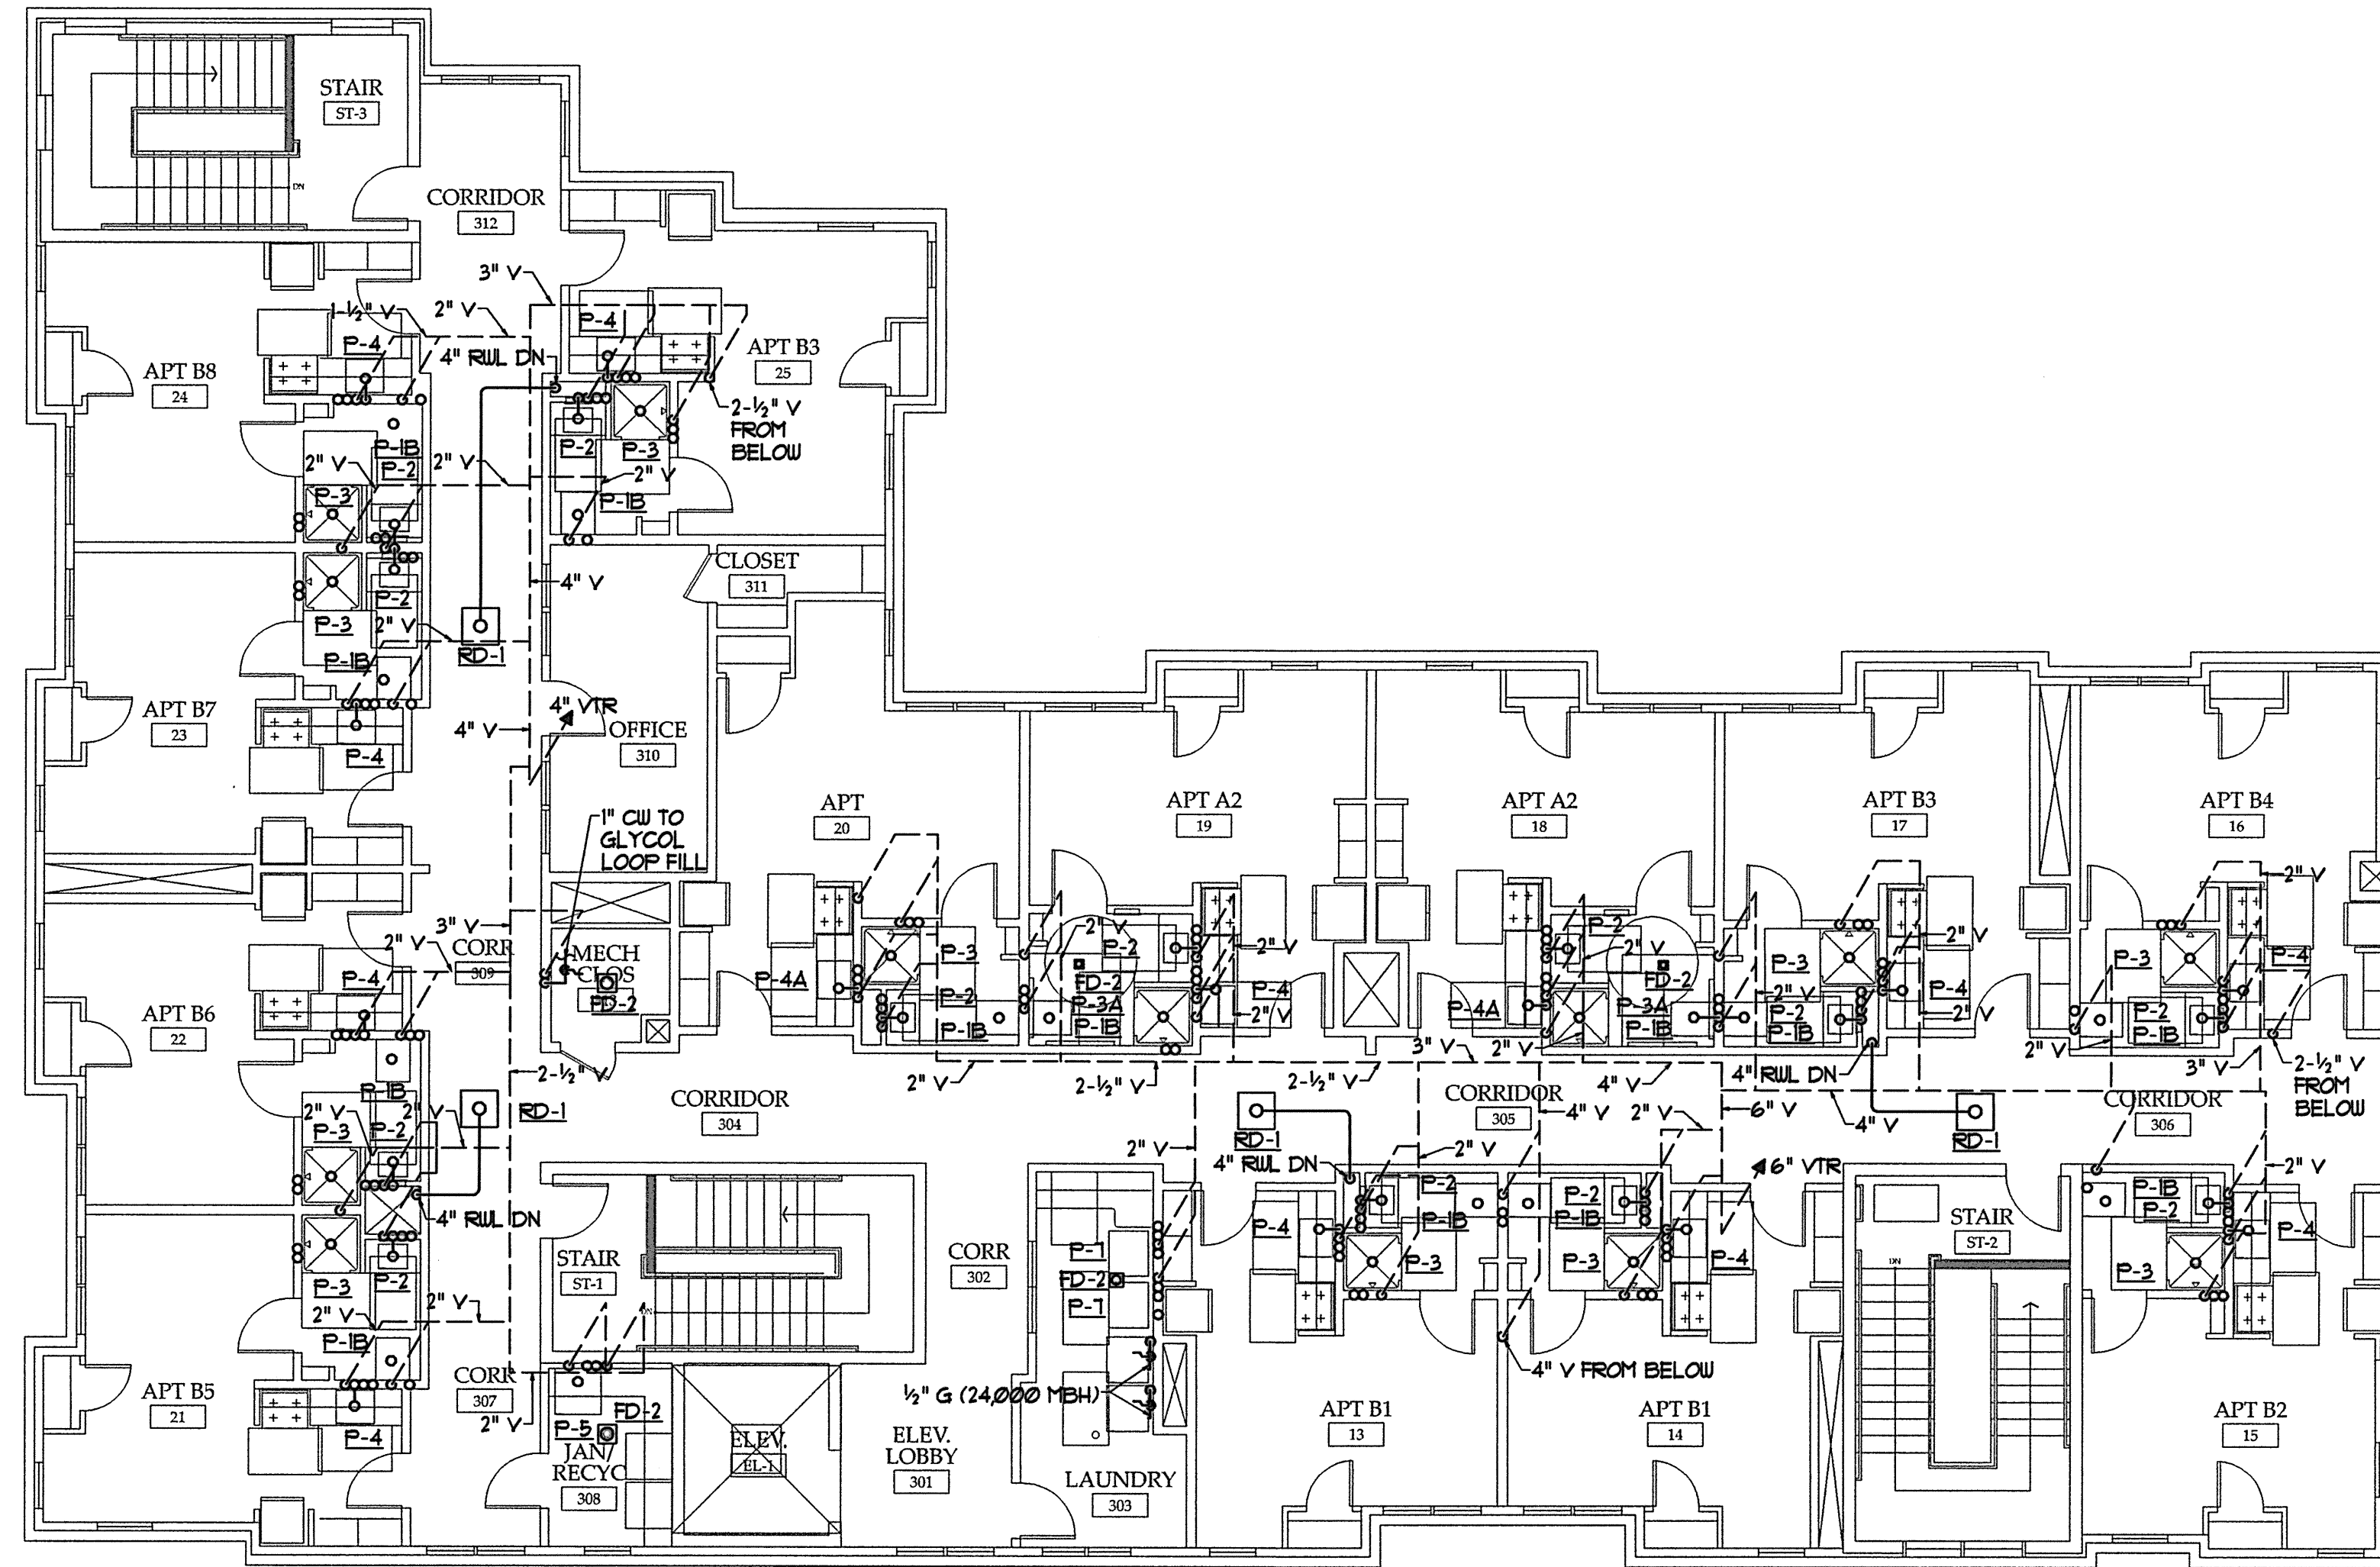 STAIR
ST-3
DN
CORRIDOR
312
3" V
1-½" V
2" V
P-4
P-4
4" RWL DN
APT B8
24
APT B3
25
2-½" V
FROM
BELOW
P-1B
P-2
2" V
2" V
P-3
P-2
P-3
2" V
P-1B
CLOSET
311
4" V
P-2
P-3
2" V
P-1B
RD-1
APT B7
23
4" VTR
4" V
OFFICE
310
P-4
1" CW TO
GLYCOL
LOOP FILL
APT
20
APT A2
19
APT A2
18
APT B3
17
APT B4
16
3" V
2" V
CORR
309
MECH
CLOS
FD-2
P-4
APT B6
22
P-4A
P-3
P-2
P-1B
2" V
P-2
FD-2
P-3A
P-1B
2" V
P-4
2" V
P-4A
P-2
2" V
FD-2
P-3A
P-1B
P-3
2" V
P-2
P-1B
2" V
P-4
2" V
P-3
P-2
P-1B
2" V
P-4
2" V
2-½" V
2" V
2-½" V
2-½" V
3" V
2" V
4" V
4" RWL DN
3" V
2-½" V
FROM
BELOW
P-1B
2" V
2" V
P-3
P-2
RD-1
CORRIDOR
304
RD-1
CORRIDOR
305
4" V
2" V
6" V
4" V
RD-1
CORRIDOR
306
4" RWL DN
2" V
4" RWL DN
2" V
6" VTR
2" V
P-3
P-2
2" V
2" V
P-1B
STAIR
ST-1
DN
CORR
302
P-7
FD-2
P-7
P-4
P-2
P-1B
P-3
P-2
P-1B
P-3
P-4
STAIR
ST-2
DN
P-1B
P-2
P-3
P-4
APT B5
21
P-4
CORR
307
2" V
P-5
FD-2
JAN/
RECYC
308
ELEV.
EL-1
ELEV.
LOBBY
301
½" G (24,000 MBH)
LAUNDRY
303
4" V FROM BELOW
APT B1
13
APT B1
14
APT B2
15